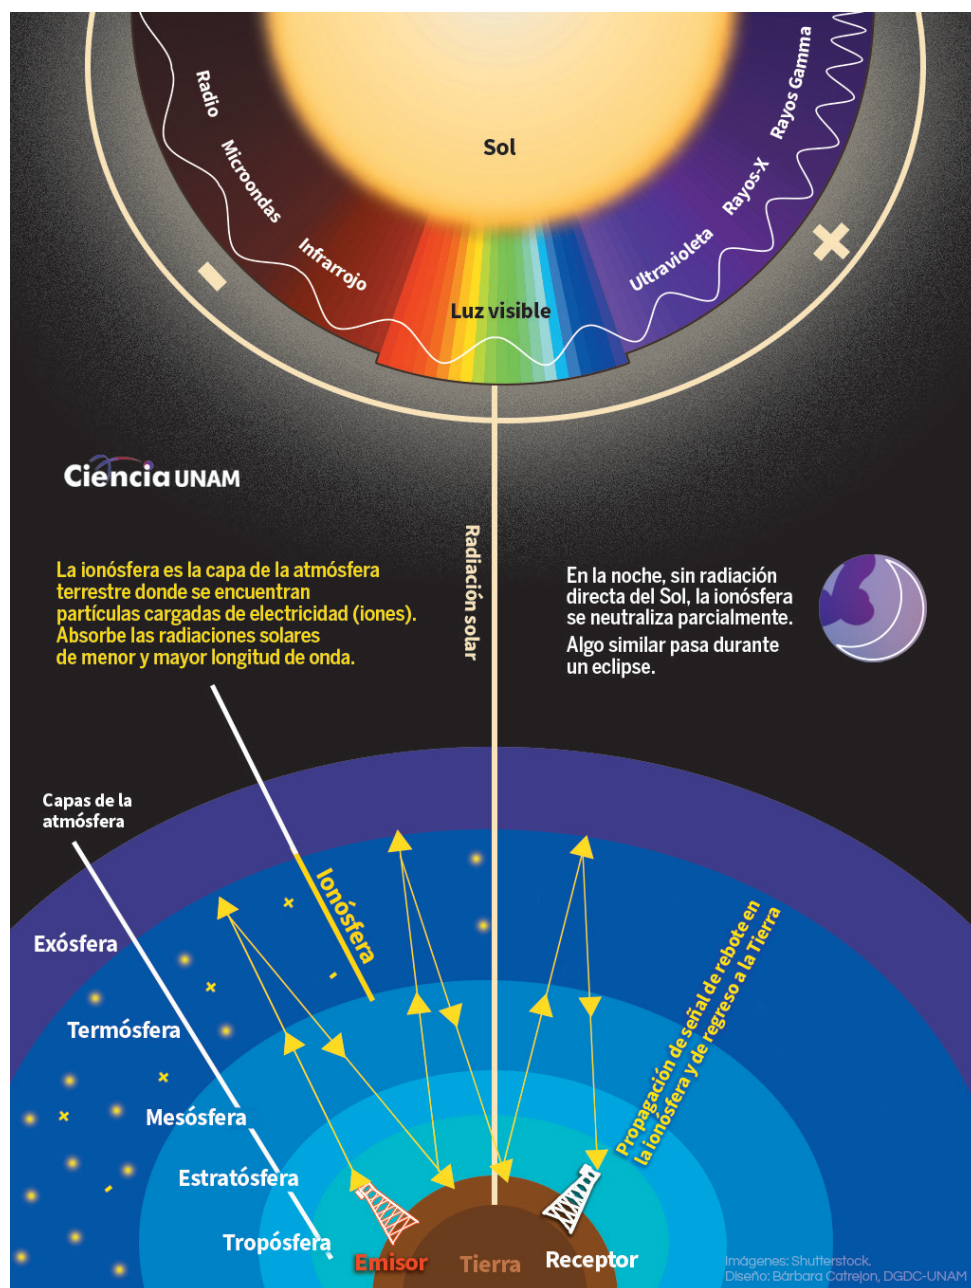 Sol
Radio
Microondas
Infrarrojo
Luz visible
Ultravioleta
Rayos-X
Rayos Gamma
-
+
Ciencia UNAM
Radiación solar
La ionósfera es la capa de la atmósfera
terrestre donde se encuentran
partículas cargadas de electricidad (iones).
Absorbe las radiaciones solares
de menor y mayor longitud de onda.
En la noche, sin radiación
directa del Sol, la ionósfera
se neutraliza parcialmente.
Algo similar pasa durante
un eclipse.
Capas de la
atmósfera
Ionósfera
Exósfera
Termósfera
Mesósfera
Estratósfera
Tropósfera
Propagación de señal de rebote en
la ionósfera y de regreso a la Tierra
Emisor
Tierra
Receptor
Imágenes: Shutterstock.
Diseño: Bárbara Catrejon, DGDC-UNAM